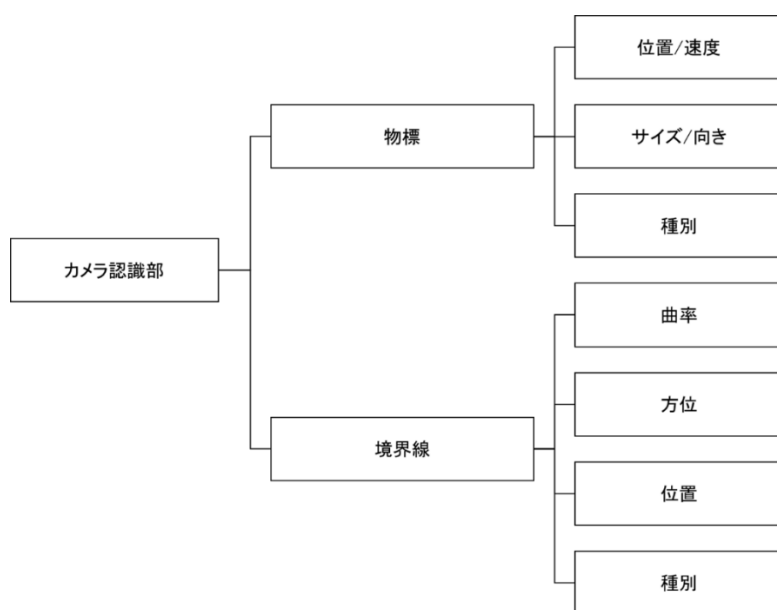 カメラ認識部
物標
位置/速度
サイズ/向き
種別
境界線
曲率
方位
位置
種別